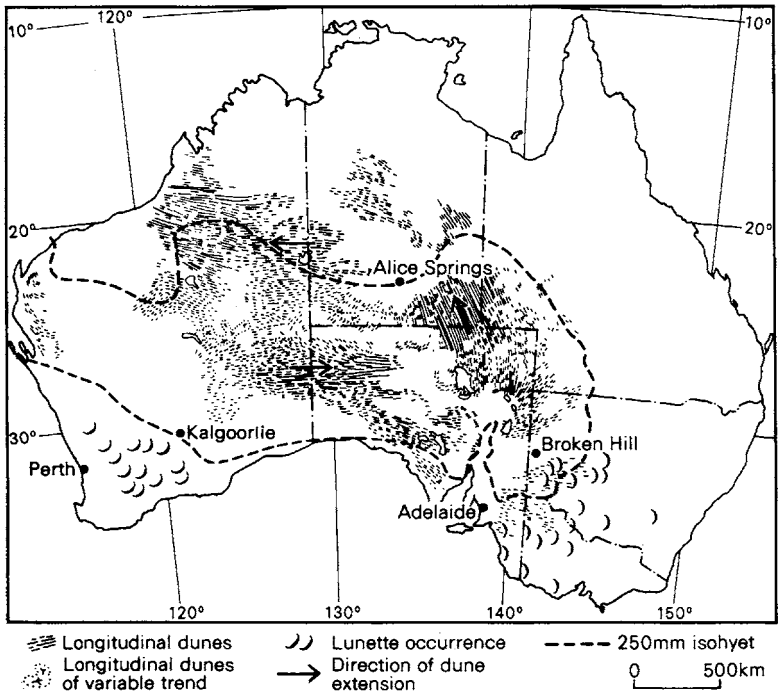 120°
10°
10°
20°
20°
Alice Springs
30°
Kalgoorlie
Perth
Broken Hill
Adelaide
120°
130°
140°
150°
Longitudinal dunes
Lunette occurrence
250mm isohyet
Longitudinal dunes
of variable trend
Direction of dune
extension
0 500km